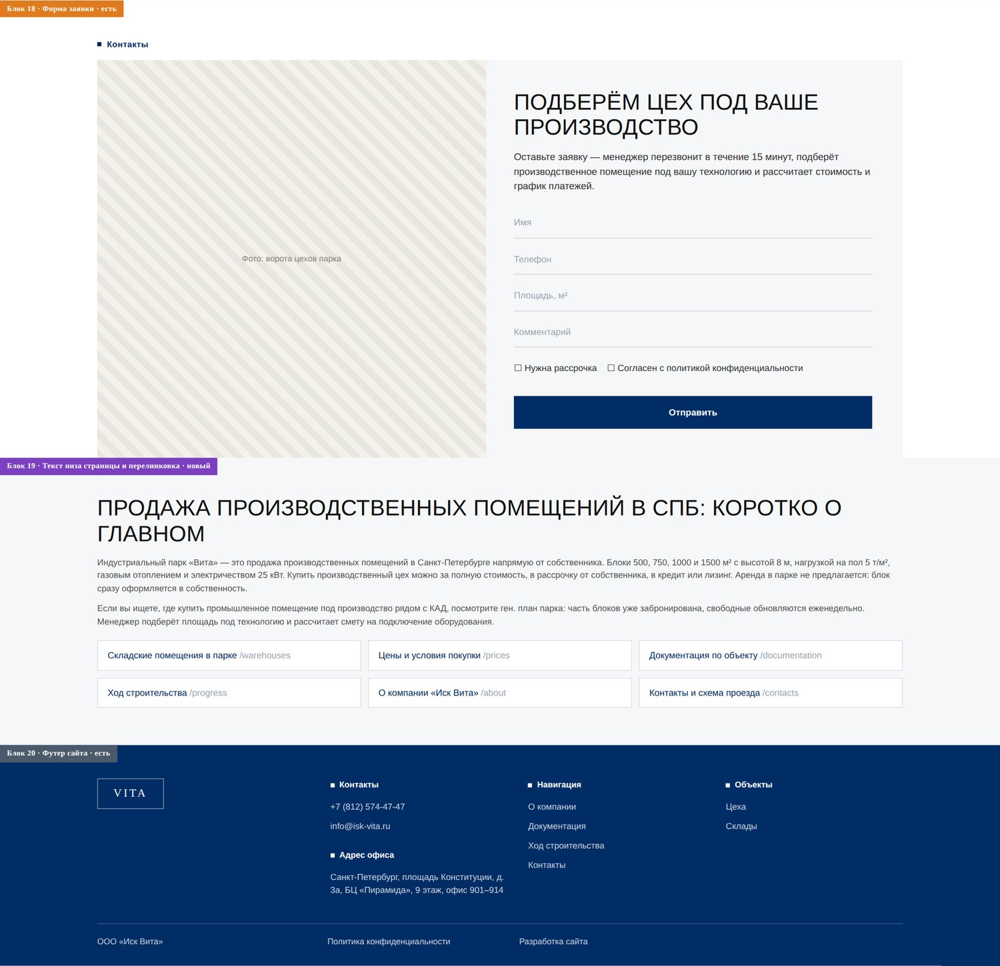 Блок 18 · Форма заявки · есть
Контакты
Фото: ворота цехов парка
ПОДБЕРЁМ ЦЕХ ПОД ВАШЕ
ПРОИЗВОДСТВО
Оставьте заявку — менеджер перезвонит в течение 15 минут, подберёт
производственное помещение под вашу технологию и рассчитает стоимость и
график платежей.
Имя
Телефон
Площадь, м²
Комментарий
☐ Нужна рассрочка ☐ Согласен с политикой конфиденциальности
Отправить
Блок 19 · Текст низа страницы и перелинковка · новый
ПРОДАЖА ПРОИЗВОДСТВЕННЫХ ПОМЕЩЕНИЙ В СПБ: КОРОТКО О
ГЛАВНОМ
Индустриальный парк «Вита» — это продажа производственных помещений в Санкт-Петербурге напрямую от собственника. Блоки 500, 750, 1000 и 1500 м² с высотой 8 м, нагрузкой на пол 5 т/м²,
газовым отоплением и электричеством 25 кВт. Купить производственный цех можно за полную стоимость, в рассрочку от собственника, в кредит или лизинг. Аренда в парке не предлагается: блок
сразу оформляется в собственность.
Если вы ищете, где купить промышленное помещение под производство рядом с КАД, посмотрите ген. план парка: часть блоков уже забронирована, свободные обновляются еженедельно.
Менеджер подберёт площадь под технологию и рассчитает смету на подключение оборудования.
Складские помещения в парке /warehouses
Цены и условия покупки /prices
Документация по объекту /documentation
Ход строительства /progress
О компании «Иск Вита» /about
Контакты и схема проезда /contacts
Блок 20 · Футер сайта · есть
VITA
Контакты
+7 (812) 574-47-47
info@isk-vita.ru
Адрес офиса
Санкт-Петербург, площадь Конституции, д.
3а, БЦ «Пирамида», 9 этаж, офис 901–914
Навигация
О компании
Документация
Ход строительства
Контакты
Объекты
Цеха
Склады
ООО «Иск Вита»
Политика конфиденциальности
Разработка сайта